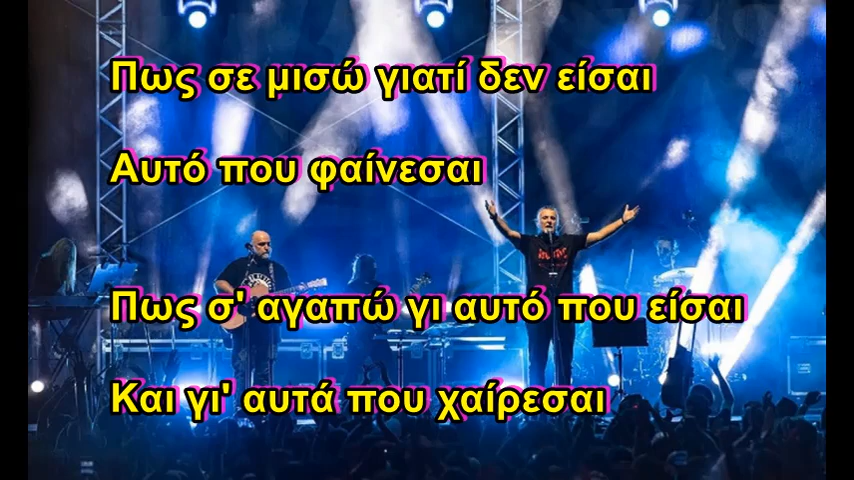 Πως σε μισώ γιατί δεν είσαι
Αυτό που φαίνεσαι
Πως σ' αγαπώ γι αυτό που είσαι
Και γι' αυτά που χαίρεσαι